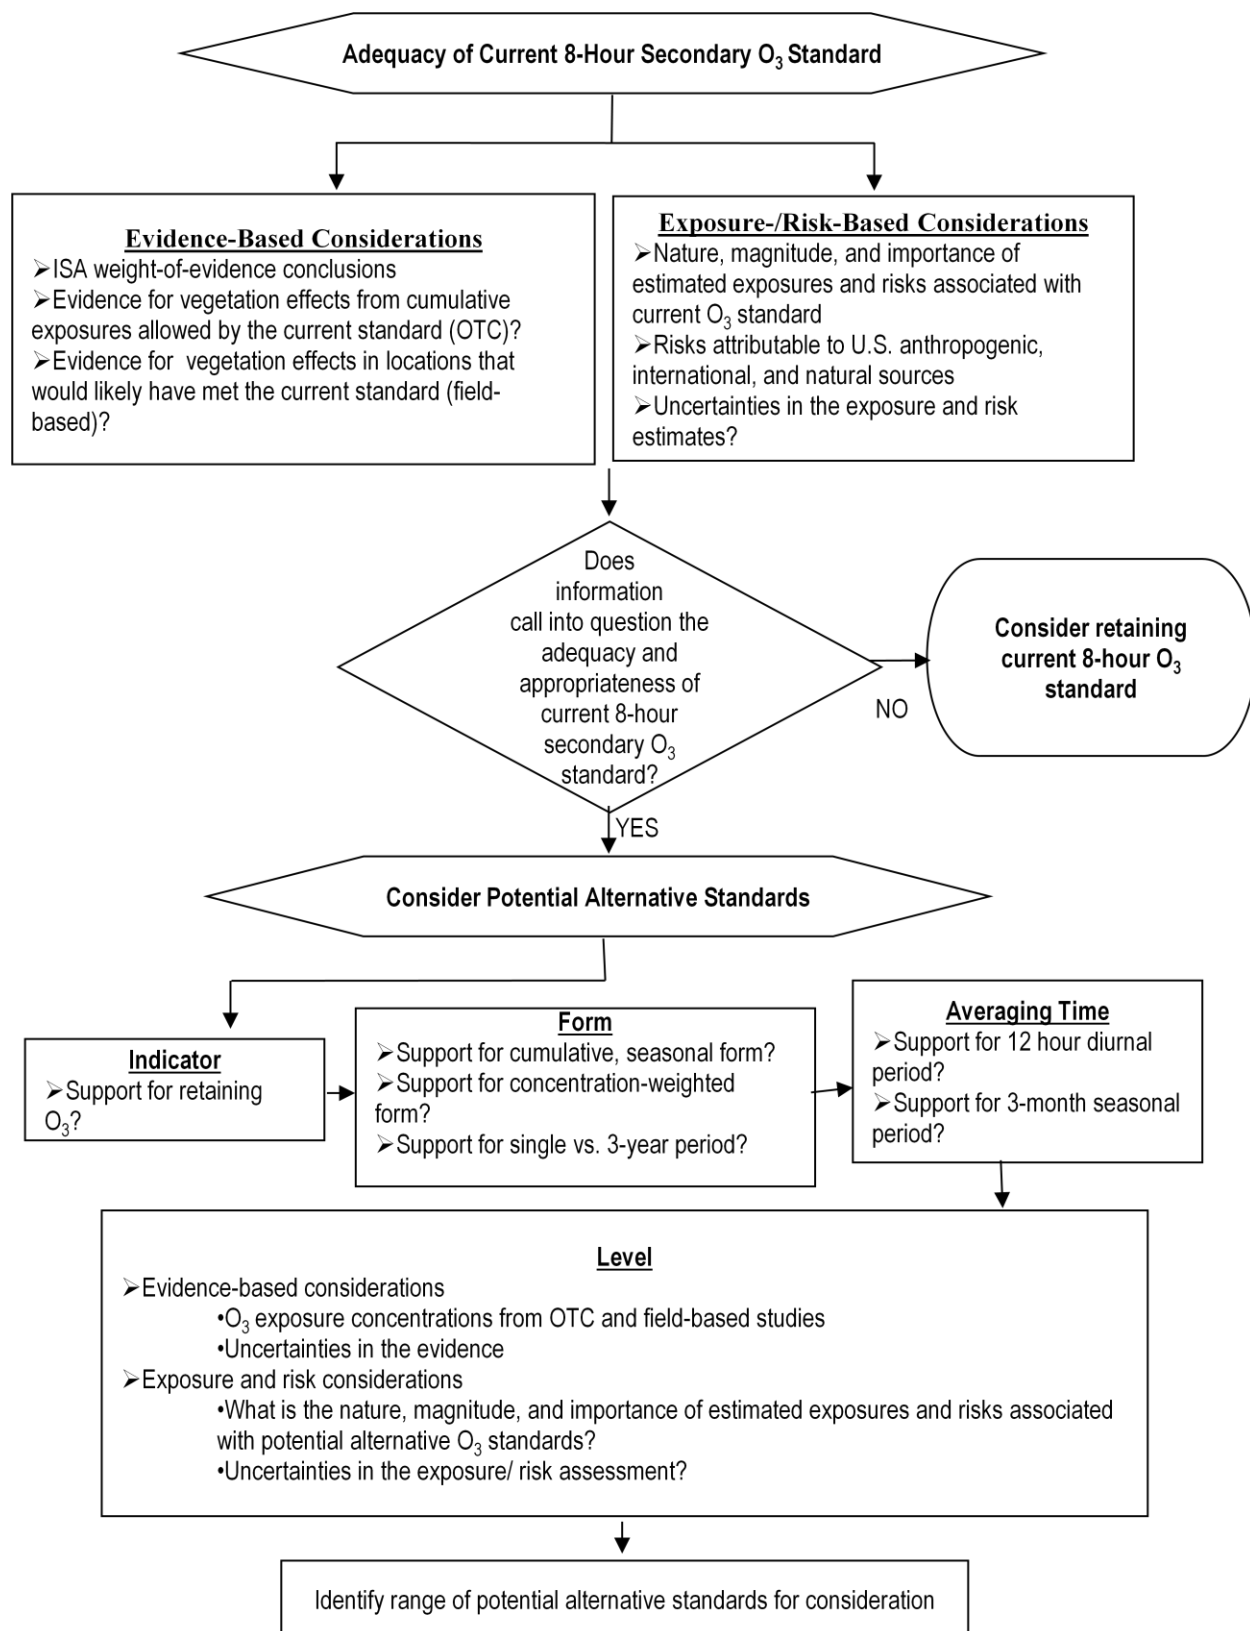 Adequacy of Current 8-Hour Secondary O₃ Standard
Evidence-Based Considerations
➢ISA weight-of-evidence conclusions
➢Evidence for vegetation effects from cumulative
exposures allowed by the current standard (OTC)?
➢Evidence for vegetation effects in locations that
would likely have met the current standard (field-
based)?
Exposure-/Risk-Based Considerations
➢Nature, magnitude, and importance of
estimated exposures and risks associated with
current O₃ standard
➢Risks attributable to U.S. anthropogenic,
international, and natural sources
➢Uncertainties in the exposure and risk
estimates?
Does
information
call into question the
adequacy and
appropriateness of
current 8-hour
secondary O₃
standard?
NO
Consider retaining
current 8-hour O₃
standard
YES
Consider Potential Alternative Standards
Indicator
➢Support for retaining
O₃?
Form
➢Support for cumulative, seasonal form?
➢Support for concentration-weighted
form?
➢Support for single vs. 3-year period?
Averaging Time
➢Support for 12 hour diurnal
period?
➢Support for 3-month seasonal
period?
Level
➢Evidence-based considerations
•O₃ exposure concentrations from OTC and field-based studies
•Uncertainties in the evidence
➢Exposure and risk considerations
•What is the nature, magnitude, and importance of estimated exposures and risks associated
with potential alternative O₃ standards?
•Uncertainties in the exposure/ risk assessment?
Identify range of potential alternative standards for consideration